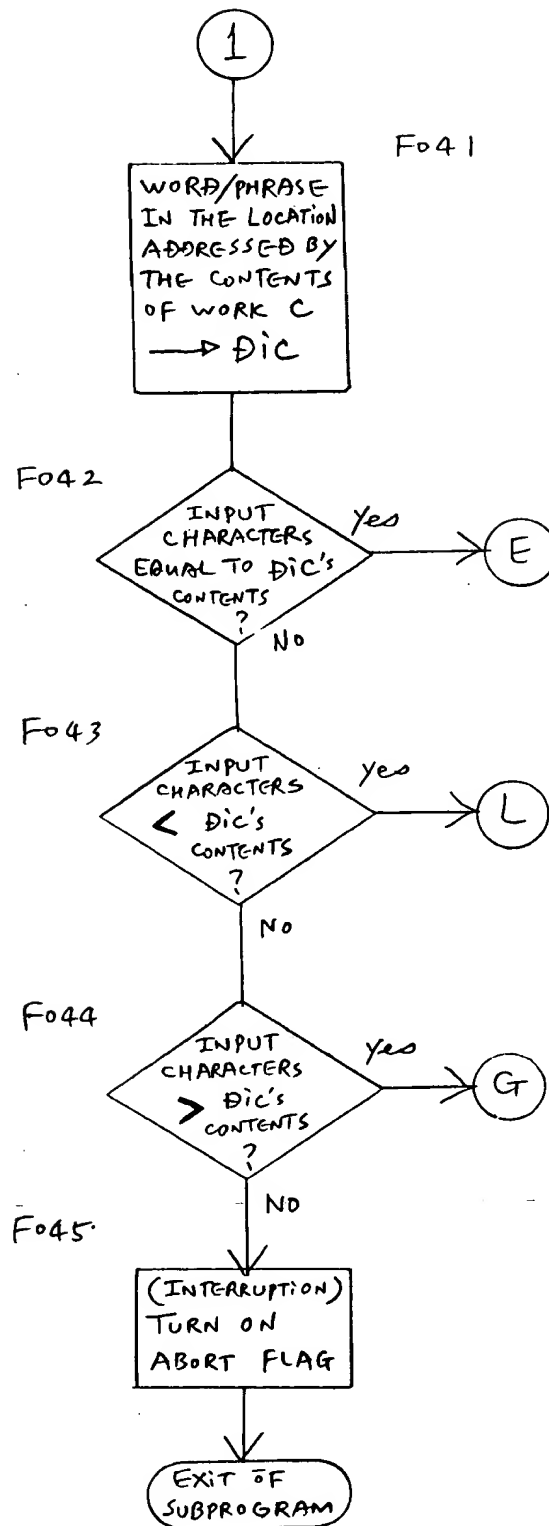 1
F041
WORD/PHRASE
IN THE LOCATION
ADDRESSED BY
THE CONTENTS
OF WORK C
→ DiC
F042
INPUT
CHARACTERS
EQUAL TO DiC's
CONTENTS
?
Yes
E
NO
F043
INPUT
CHARACTERS
< DiC's
CONTENTS
?
Yes
L
NO
F044
INPUT
CHARACTERS
> DiC's
CONTENTS
?
Yes
G
NO
F045.
(INTERRUPTION)
TURN ON
ABORT FLAG
EXIT OF
SUBPROGRAM